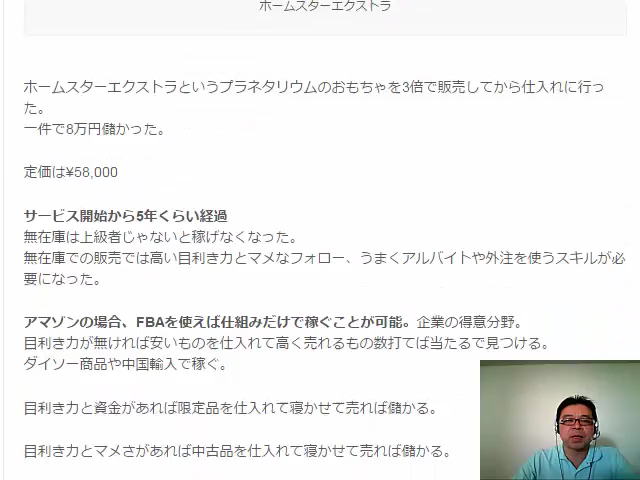 ホームスターエクストラ
ホームスターエクストラというプラネタリウムのおもちゃを3倍で販売してから仕入れに行っ
た。
一件で8万円儲かった。
定価は¥58,000
サービス開始から5年くらい経過
無在庫は上級者じゃないと稼げなくなった。
無在庫での販売では高い目利き力とマメなフォロー、うまくアルバイトや外注を使うスキルが必
要になった。
アマゾンの場合、FBAを使えば仕組みだけで稼ぐことが可能。企業の得意分野。
目利き力が無ければ安いものを仕入れて高く売れるもの数打てば当たるで見つける。
ダイソー商品や中国輸入で稼ぐ。
目利き力と資金があれば限定品を仕入れて寝かせて売れば儲かる。
目利き力とマメさがあれば中古品を仕入れて寝かせて売れば儲かる。